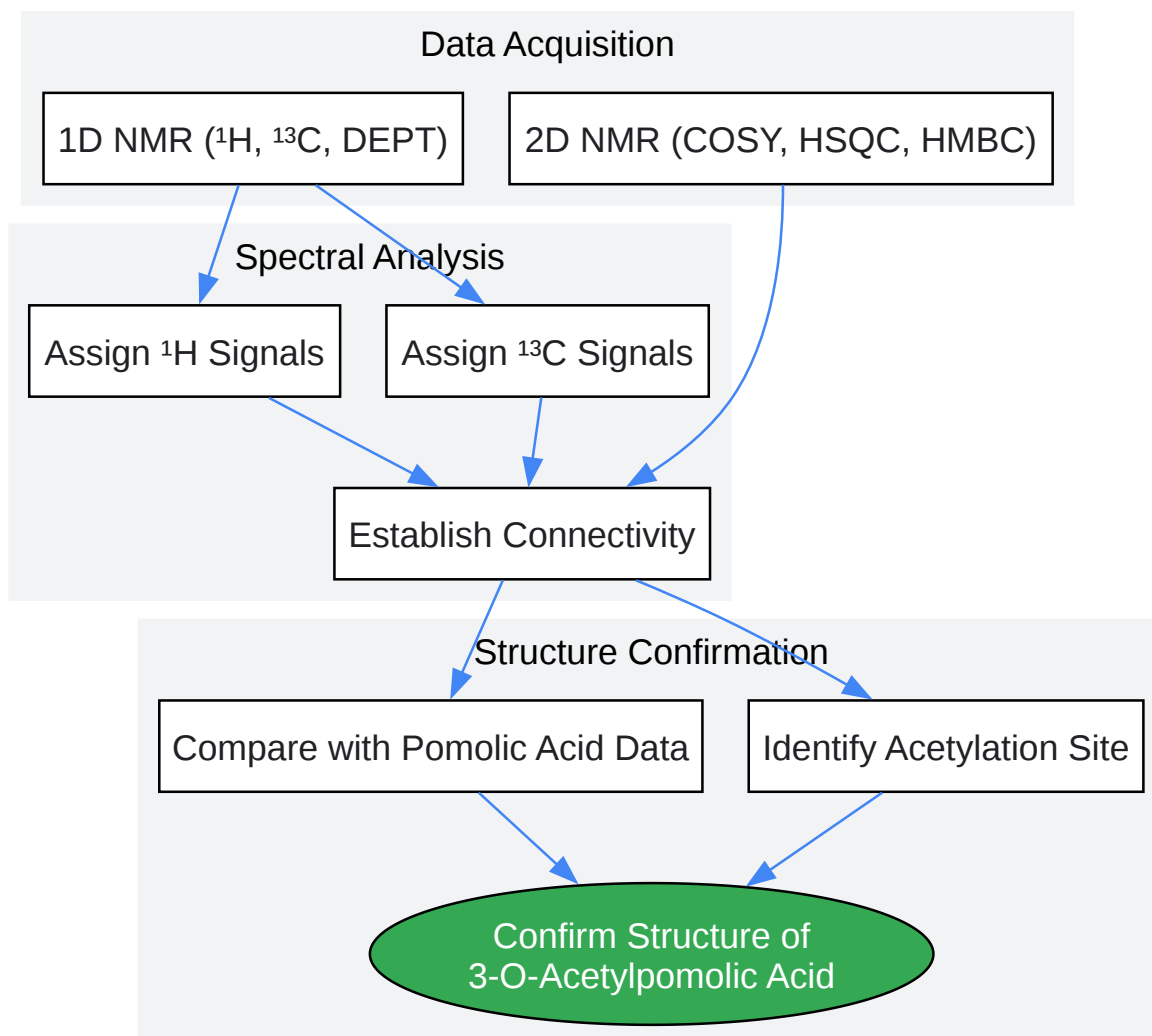 Data Acquisition
1D NMR (¹H, ¹³C, DEPT)
2D NMR (COSY, HSQC, HMBC)
Spectral Analysis
Assign ¹H Signals
Assign ¹³C Signals
Establish Connectivity
Structure Confirmation
Compare with Pomolic Acid Data
Identify Acetylation Site
Confirm Structure of
3-O-Acetylpomolic Acid